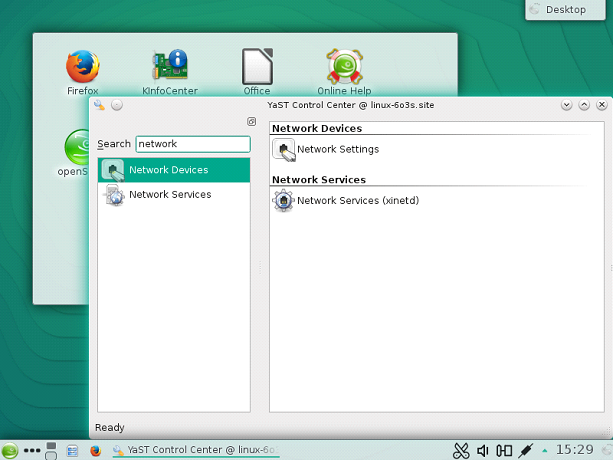 Desktop
Firefox
KInfoCenter
Office
Online Help
openS
YaST Control Center @ linux-6o3s.site
Search
network
Network Devices
Network Services
Network Devices
Network Settings
Network Services
Network Services (xinetd)
Ready
YaST Control Center @ linux-6o
15:29